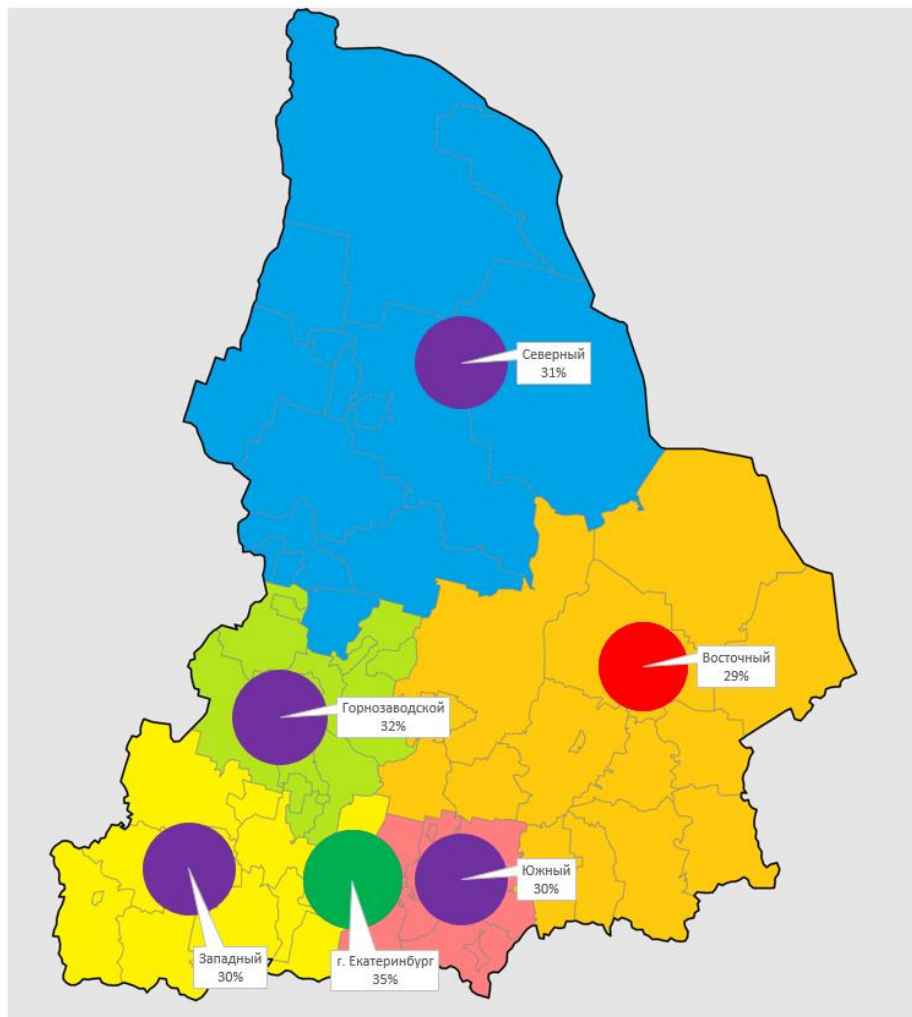 Северный
31%
Восточный
29%
Горнозаводской
32%
Южный
30%
Западный
30%
г. Екатеринбург
35%